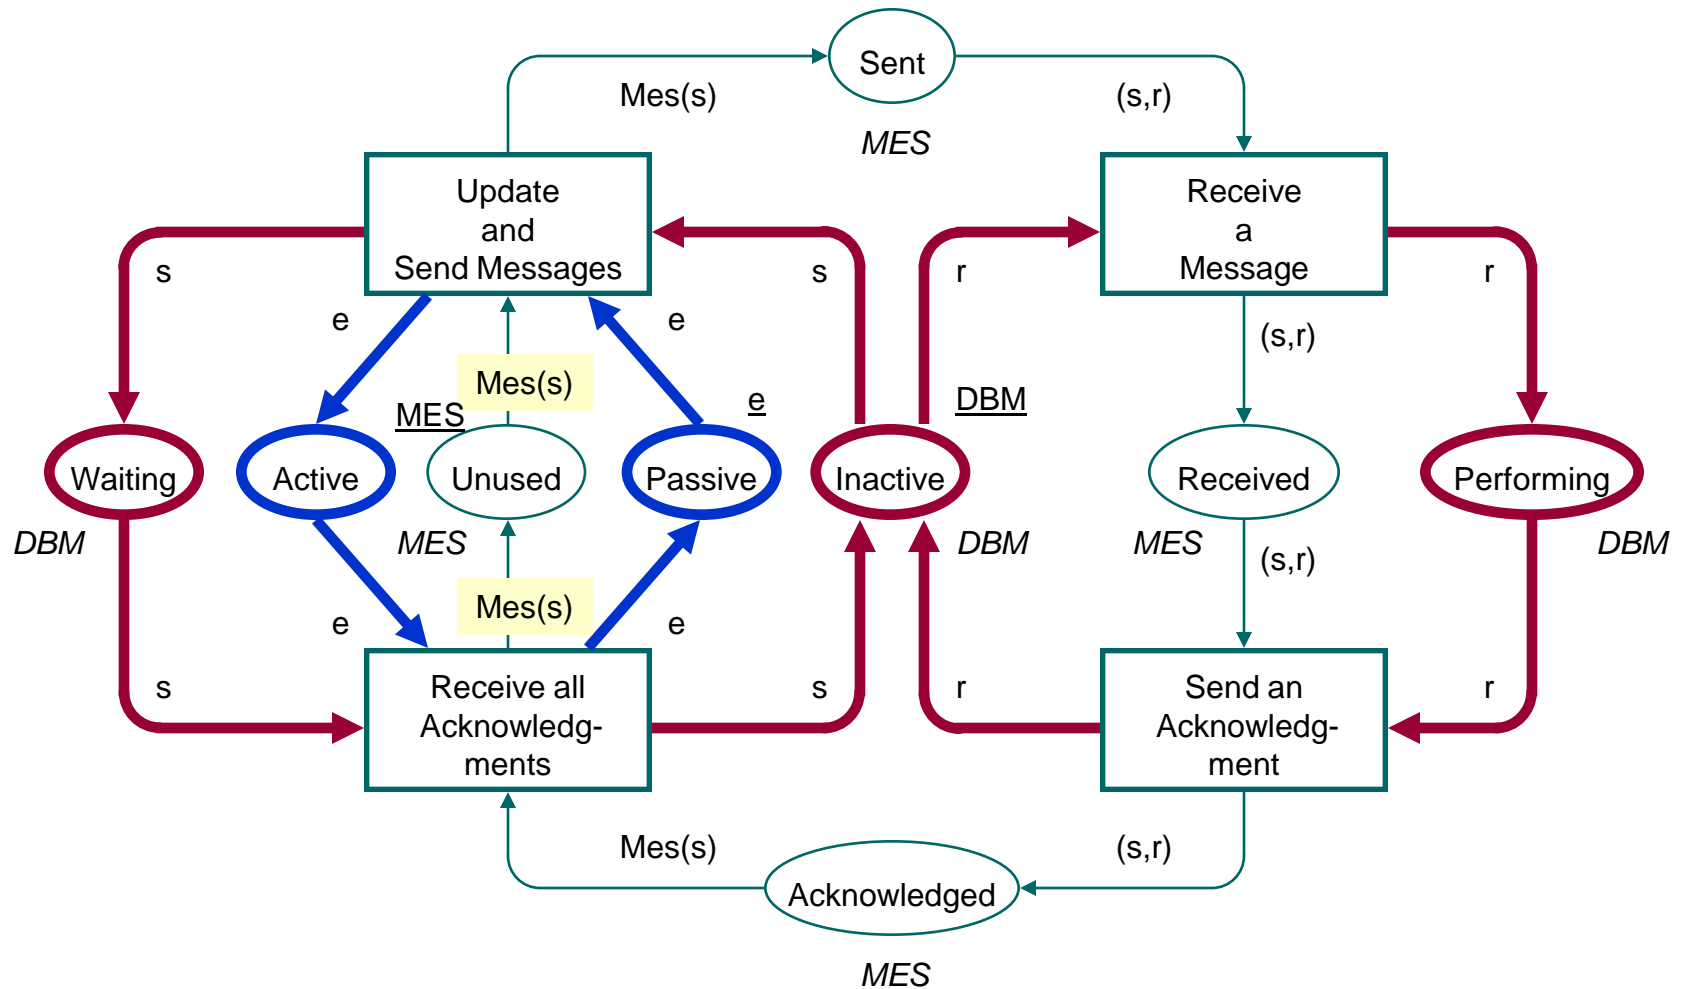 Sent
Mes(s)
(s,r)
MES
Update
and
Send Messages
Receive
a
Message
s
s
r
r
e
e
(s,r)
Mes(s)
MES
e
DBM
Waiting
Active
Unused
Passive
Inactive
Received
Performing
DBM
MES
DBM
MES
DBM
(s,r)
Mes(s)
e
e
s
s
r
r
Receive all
Acknowledg-
ments
Send an
Acknowledg-
ment
Mes(s)
(s,r)
Acknowledged
MES